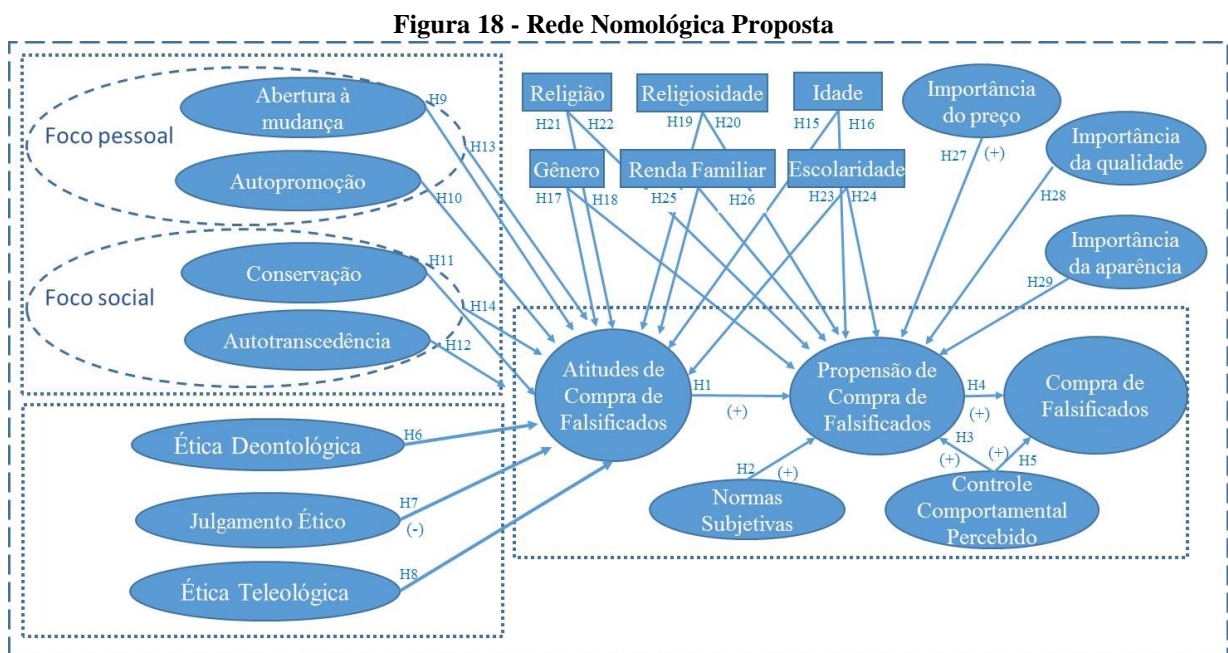 Figura 18 - Rede Nomológica Proposta
Foco pessoal
Abertura à
mudança
H9
H13
Autopromoção
H10
Foco social
Conservação
H11
H14
Autotranscedência
H12
Ética Deontológica
H6
Julgamento Ético
H7
(-)
Ética Teleológica
H8
Religião
H21
H22
Religiosidade
H19
H20
Idade
H15
H16
Gênero
H17
H18
Renda Familiar
H25
H26
Escolaridade
H23
H24
Importância
do preço
H27
(+)
Importância
da qualidade
H28
Importância
da aparência
H29
Atitudes de
Compra de
Falsificados
H1
(+)
Propensão de
Compra de
Falsificados
H4
(+)
Compra de
Falsificados
H2
(+)
Normas
Subjetivas
H3
(+)
(+)
H5
Controle
Comportamental
Percebido